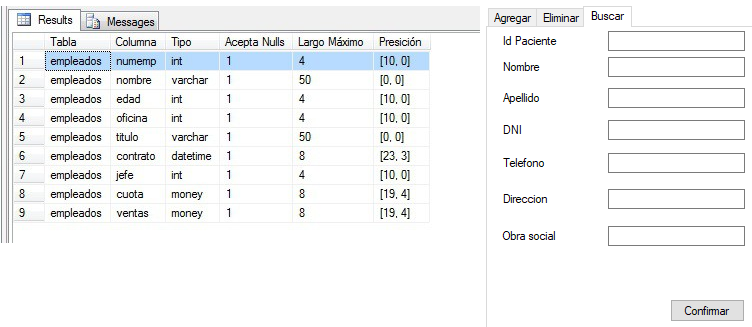 Results Messages
Tabla Columna Tipo Acepta Nulls Largo Máximo Presición
1 empleados numemp int 1 4 [10, 0]
2 empleados nombre varchar 1 50 [0, 0]
3 empleados edad int 1 4 [10, 0]
4 empleados oficina int 1 4 [10, 0]
5 empleados titulo varchar 1 50 [0, 0]
6 empleados contrato datetime 1 8 [23, 3]
7 empleados jefe int 1 4 [10, 0]
8 empleados cuota money 1 8 [19, 4]
9 empleados ventas money 1 8 [19, 4]
Agregar Eliminar Buscar
Id Paciente
Nombre
Apellido
DNI
Telefono
Direccion
Obra social
Confirmar